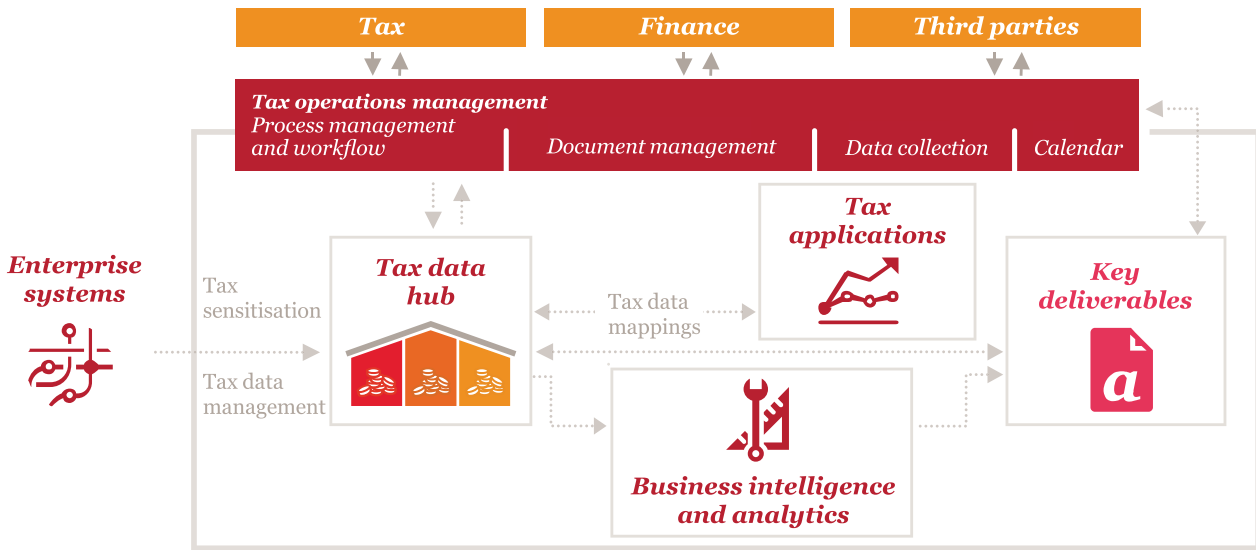 Tax
Finance
Third parties
Tax operations management
Process management
and workflow
Document management
Data collection
Calendar
Enterprise
systems
Tax
sensitisation
Tax data
management
Tax data
hub
Tax data
mappings
Tax
applications
Business intelligence
and analytics
Key
deliverables
a